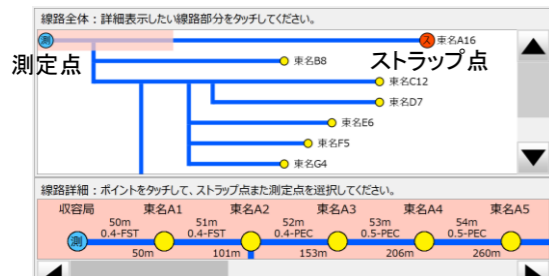 線路全体：詳細表示したい線路部分をタッチしてください。
測
ス
東名A16
測定点
ストラップ点
東名B8
東名C12
東名D7
東名E6
東名F5
東名G4
線路詳細：ポイントをタッチして、ストラップ点また測定点を選択してください。
収容局 東名A1 東名A2 東名A3 東名A4 東名A5
50m 51m 52m 53m 54m
0.4-FST 0.4-FST 0.4-PEC 0.5-PEC 0.5-PEC
測
50m 101m 153m 206m 260m